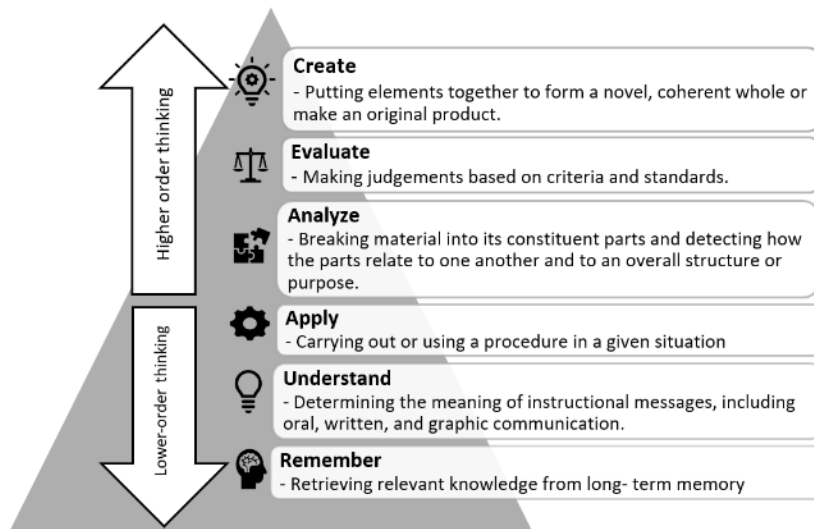 Higher order thinking
Create
- Putting elements together to form a novel, coherent whole or
make an original product.
Evaluate
- Making judgements based on criteria and standards.
Analyze
- Breaking material into its constituent parts and detecting how
the parts relate to one another and to an overall structure or
purpose.
Lower-order thinking
Apply
- Carrying out or using a procedure in a given situation
Understand
- Determining the meaning of instructional messages, including
oral, written, and graphic communication.
Remember
- Retrieving relevant knowledge from long- term memory